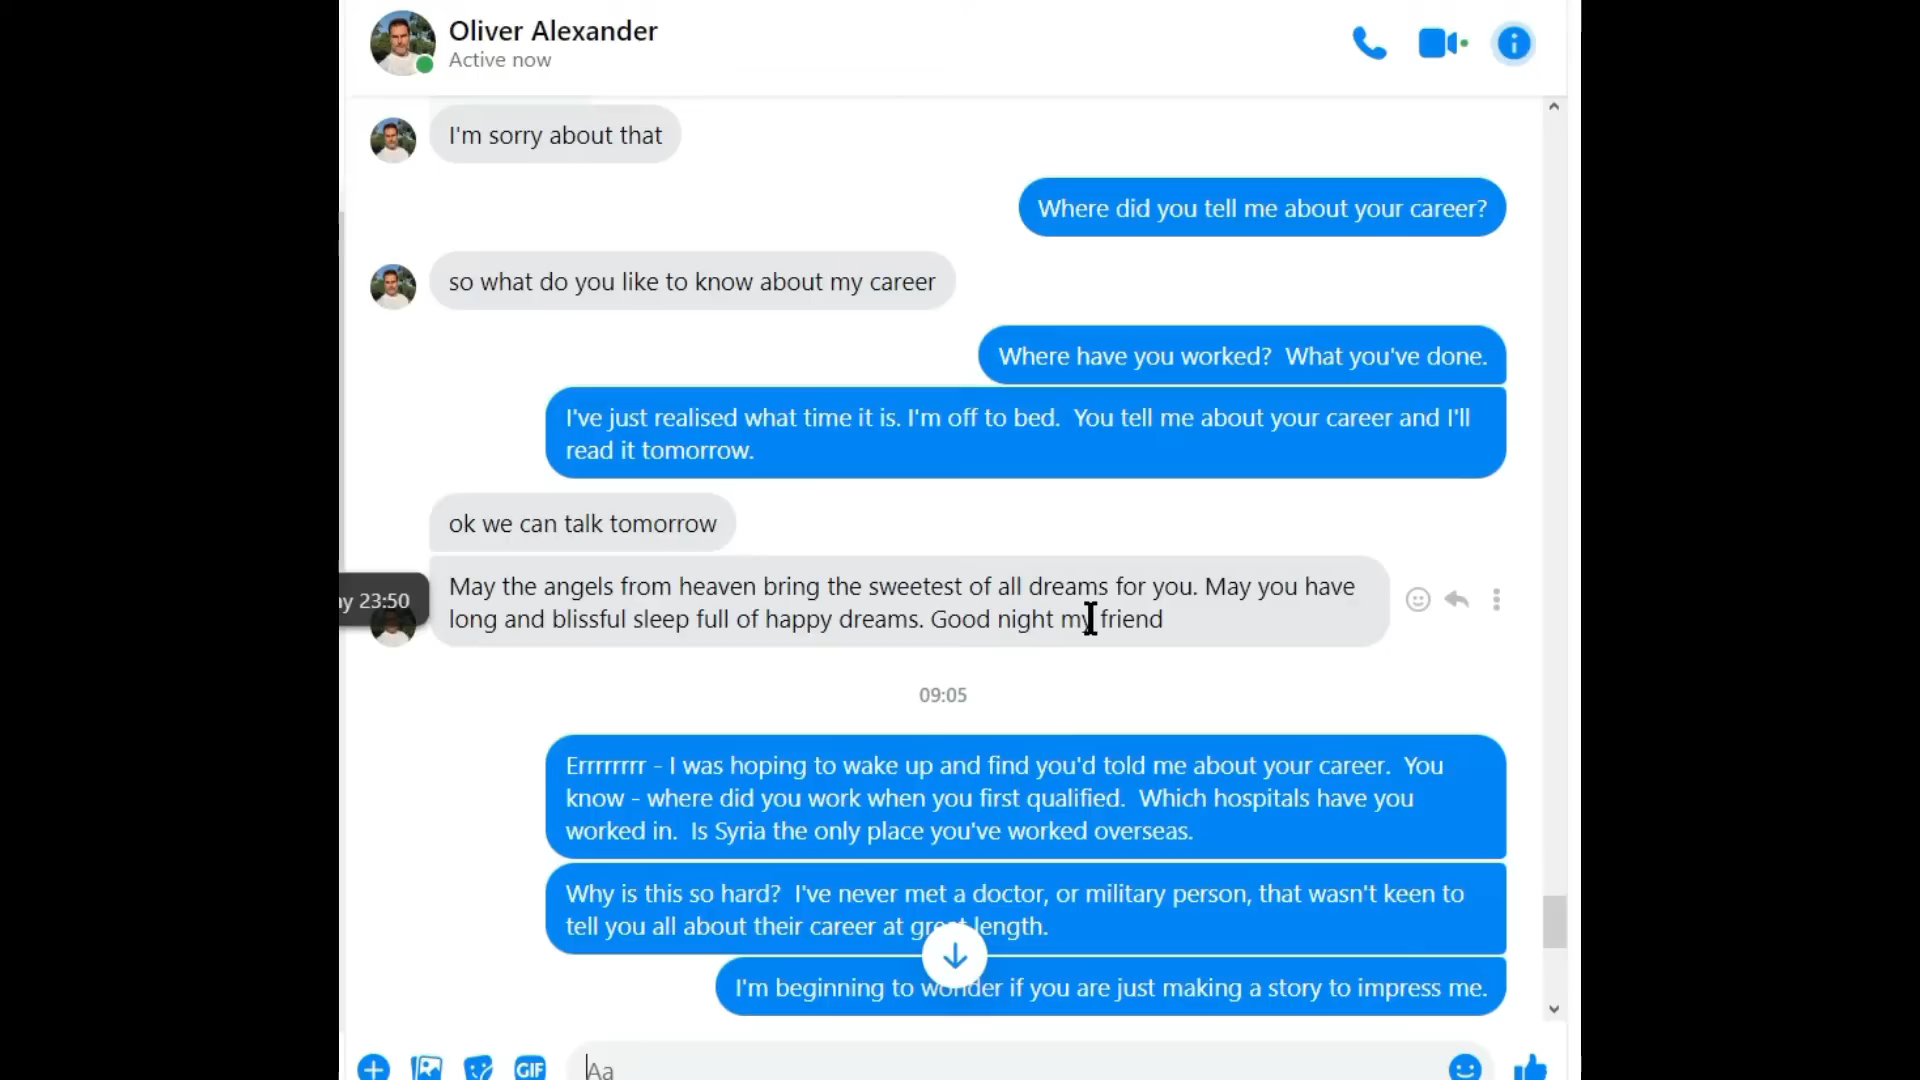 Oliver Alexander
Active now
I'm sorry about that
Where did you tell me about your career?
so what do you like to know about my career
Where have you worked?  What you've done.
I've just realised what time it is. I'm off to bed.  You tell me about your career and I'll
read it tomorrow.
ok we can talk tomorrow
May the angels from heaven bring the sweetest of all dreams for you. May you have
long and blissful sleep full of happy dreams. Good night my friend
23:50
09:05
Errrrrrrr - I was hoping to wake up and find you'd told me about your career.  You
know - where did you work when you first qualified.  Which hospitals have you
worked in.  Is Syria the only place you've worked overseas.
Why is this so hard?  I've never met a doctor, or military person, that wasn't keen to
tell you all about their career at great length.
I'm beginning to wonder if you are just making a story to impress me.
GIF
Aa